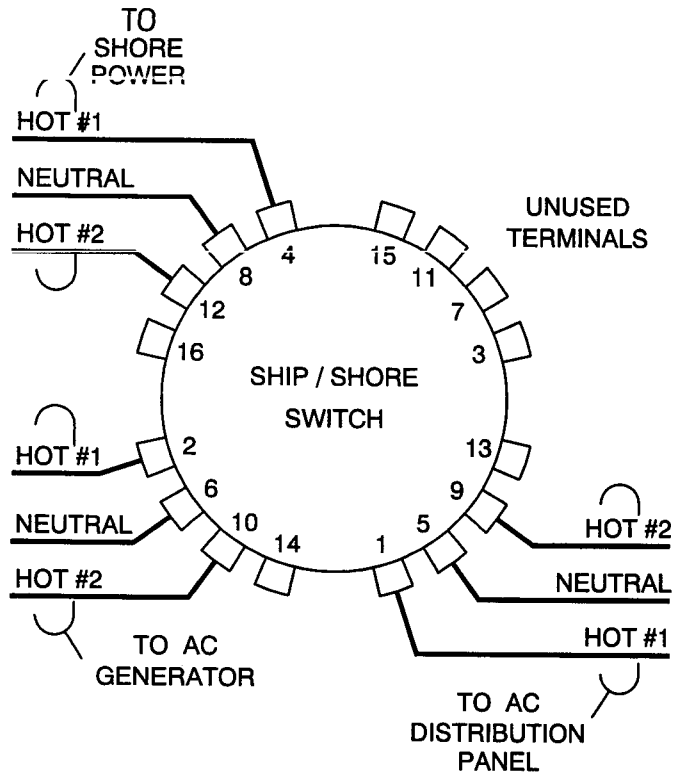 TO
SHORE
POWER
HOT #1
NEUTRAL
HOT #2
UNUSED
TERMINALS
4
8
12
16
15
11
7
3
SHIP / SHORE
SWITCH
2
6
10
14
13
9
5
1
HOT #1
NEUTRAL
HOT #2
TO AC
GENERATOR
HOT #2
NEUTRAL
HOT #1
TO AC
DISTRIBUTION
PANEL